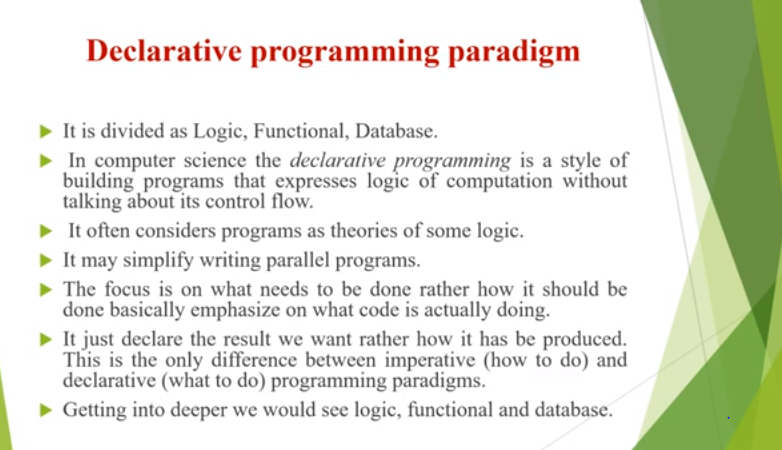 Declarative programming paradigm
It is divided as Logic, Functional, Database.
In computer science the declarative programming is a style of
building programs that expresses logic of computation without
talking about its control flow.
It often considers programs as theories of some logic.
It may simplify writing parallel programs.
The focus is on what needs to be done rather how it should be
done basically emphasize on what code is actually doing.
It just declare the result we want rather how it has be produced.
This is the only difference between imperative (how to do) and
declarative (what to do) programming paradigms.
Getting into deeper we would see logic, functional and database.